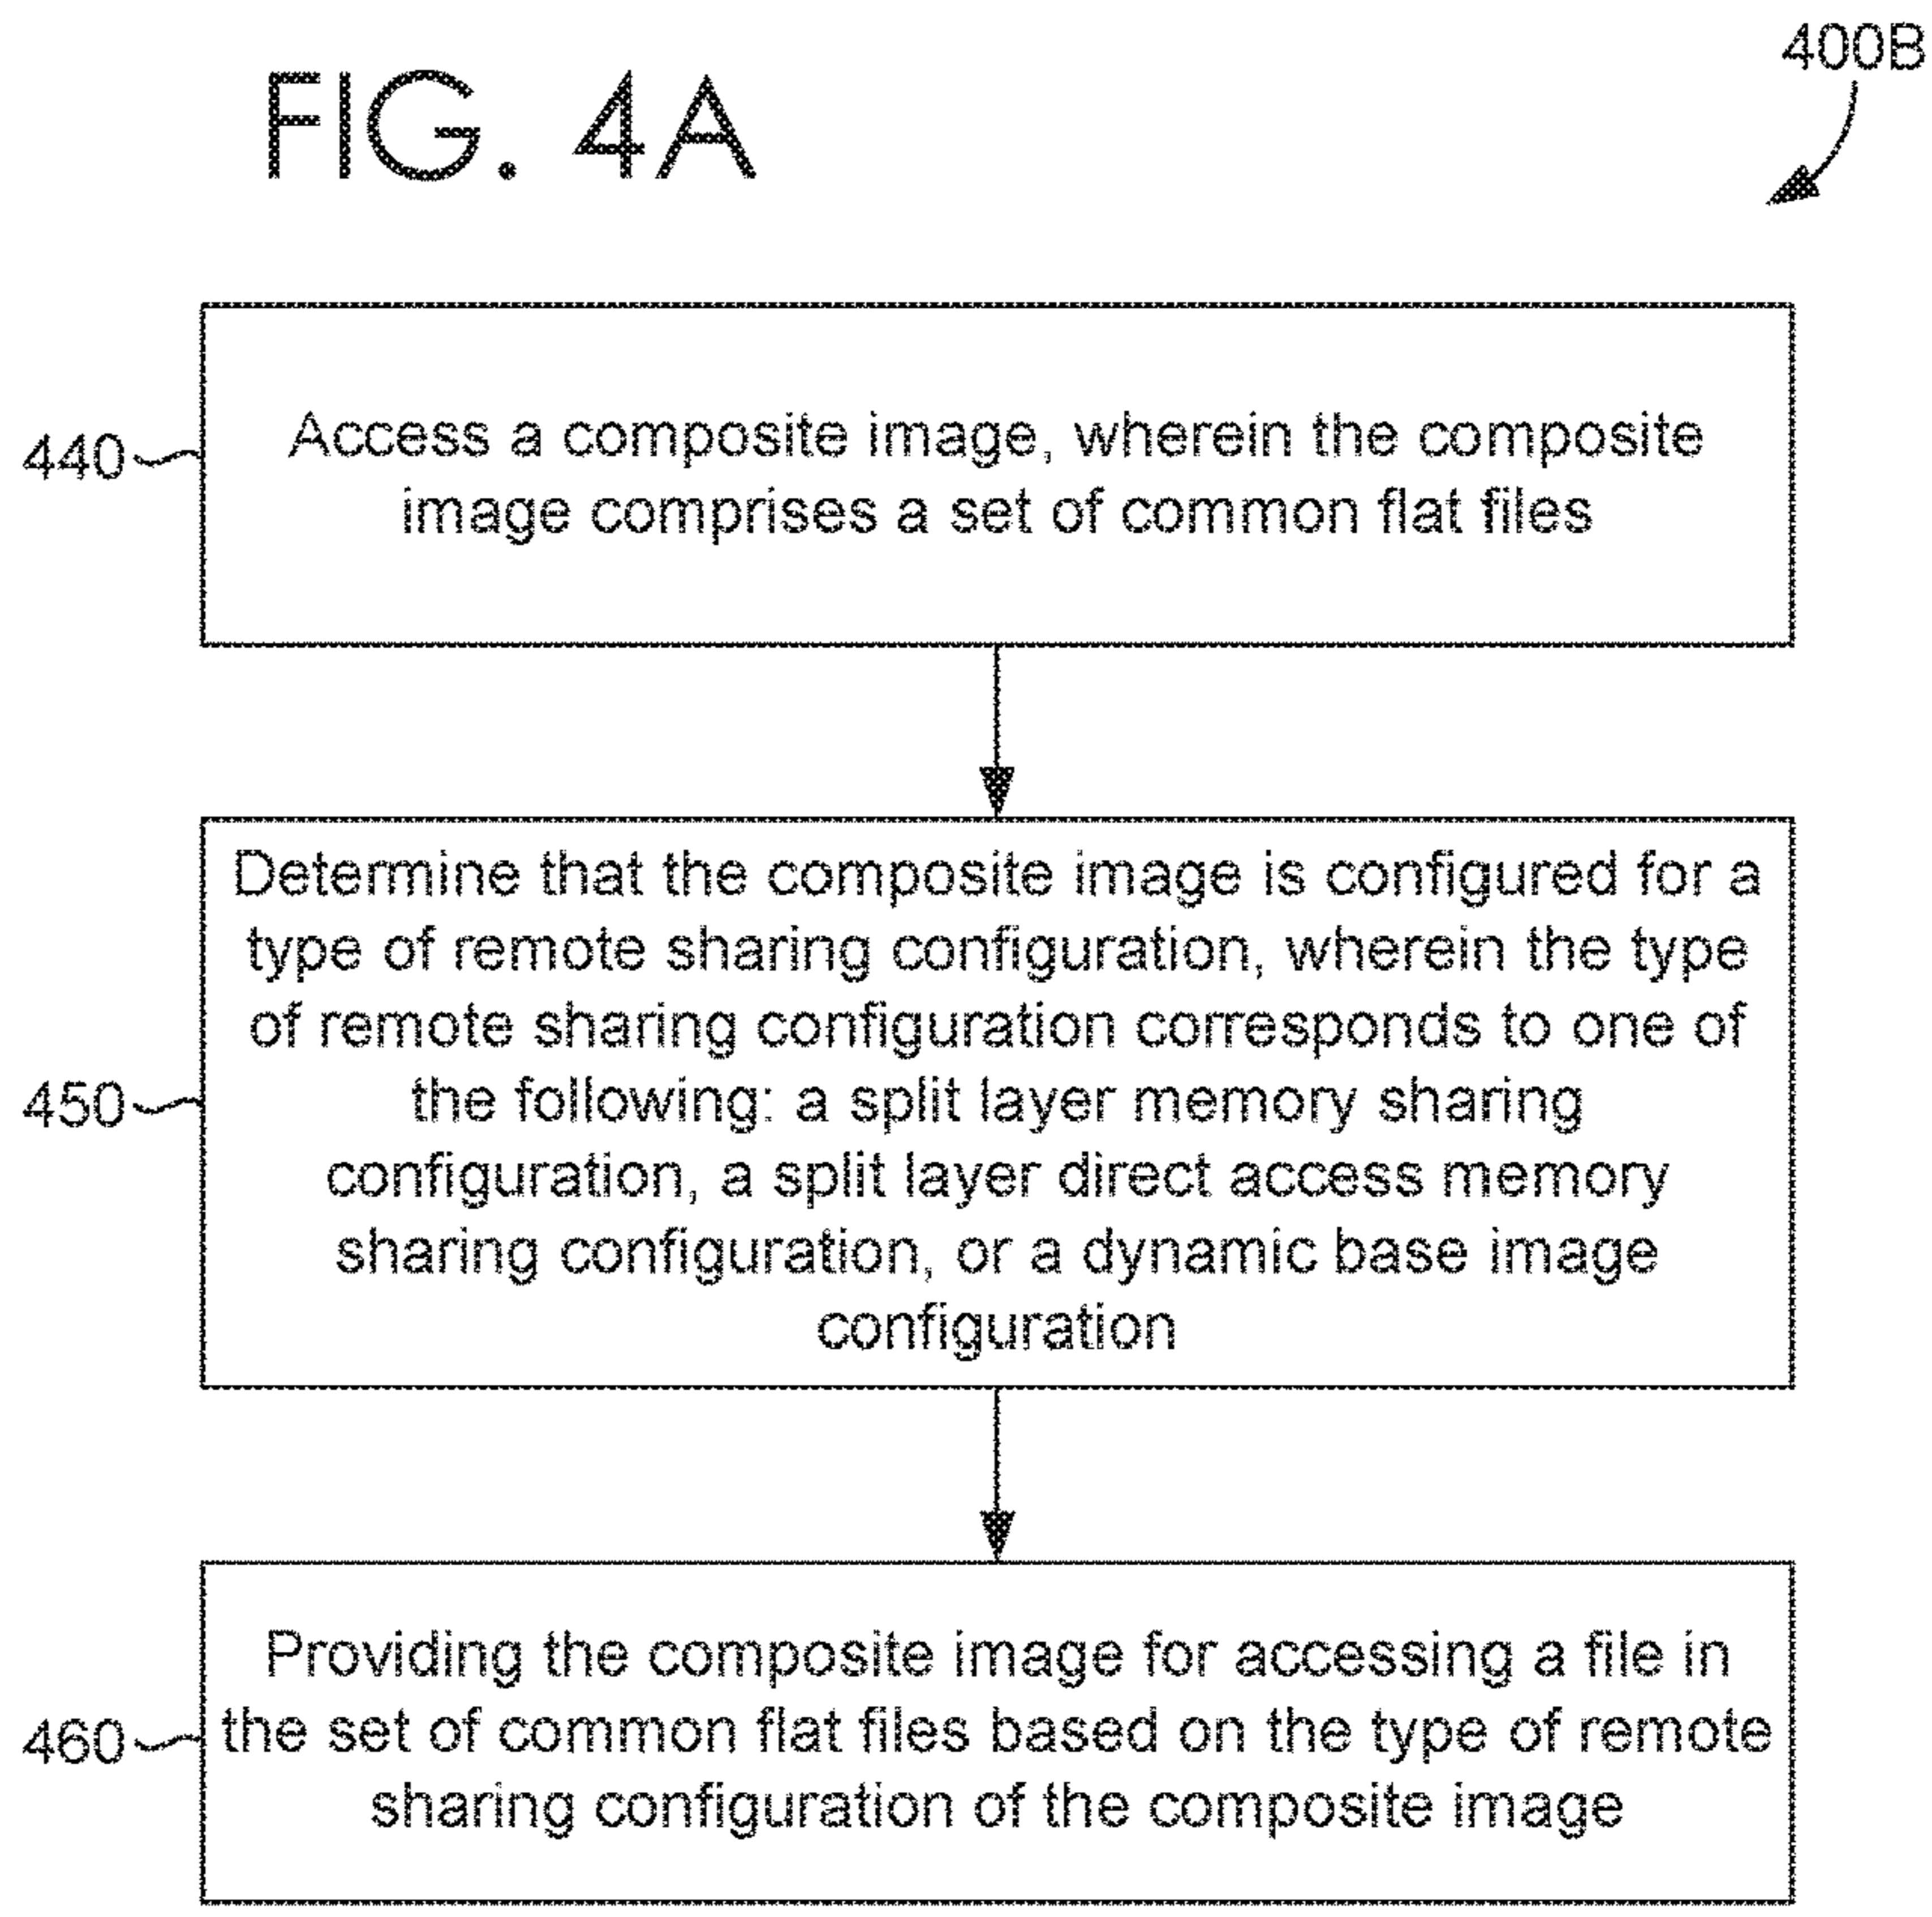 FIG. 4A
400B
440
Access a composite image, wherein the composite
image comprises a set of common flat files
450
Determine that the composite image is configured for a
type of remote sharing configuration, wherein the type
of remote sharing configuration corresponds to one of
the following: a split layer memory sharing
configuration, a split layer direct access memory
sharing configuration, or a dynamic base image
configuration
460
Providing the composite image for accessing a file in
the set of common flat files based on the type of remote
sharing configuration of the composite image